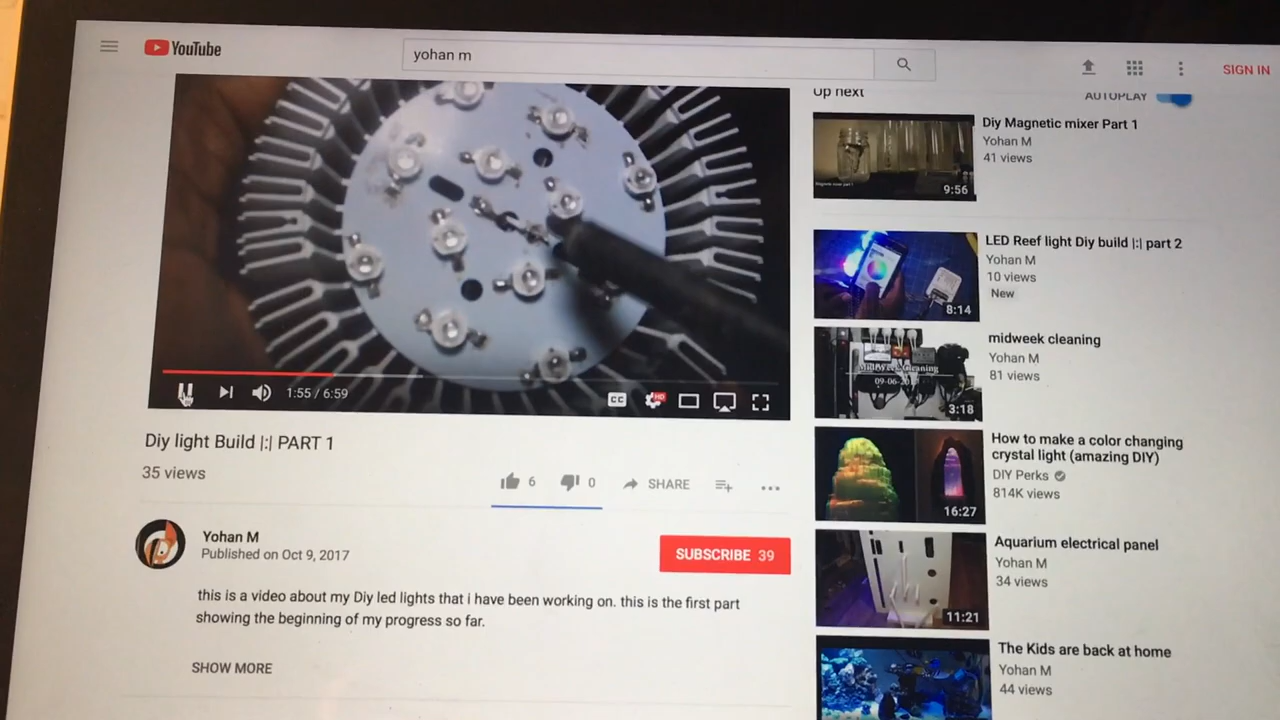 YouTube
yohan m
SIGN IN
Up next
AUTOPLAY
Diy Magnetic mixer Part 1
Yohan M
41 views
9:56
LED Reef light Diy build |:| part 2
Yohan M
10 views
New
8:14
midweek cleaning
Yohan M
81 views
MidWeek Cleaning
3:18
How to make a color changing
crystal light (amazing DIY)
DIY Perks
814K views
16:27
Aquarium electrical panel
Yohan M
34 views
11:21
The Kids are back at home
Yohan M
44 views
1:55 / 6:59
CC
HD
Diy light Build |:| PART 1
35 views
6
0
SHARE
Yohan M
Published on Oct 9, 2017
SUBSCRIBE 39
this is a video about my Diy led lights that i have been working on. this is the first part
showing the beginning of my progress so far.
SHOW MORE